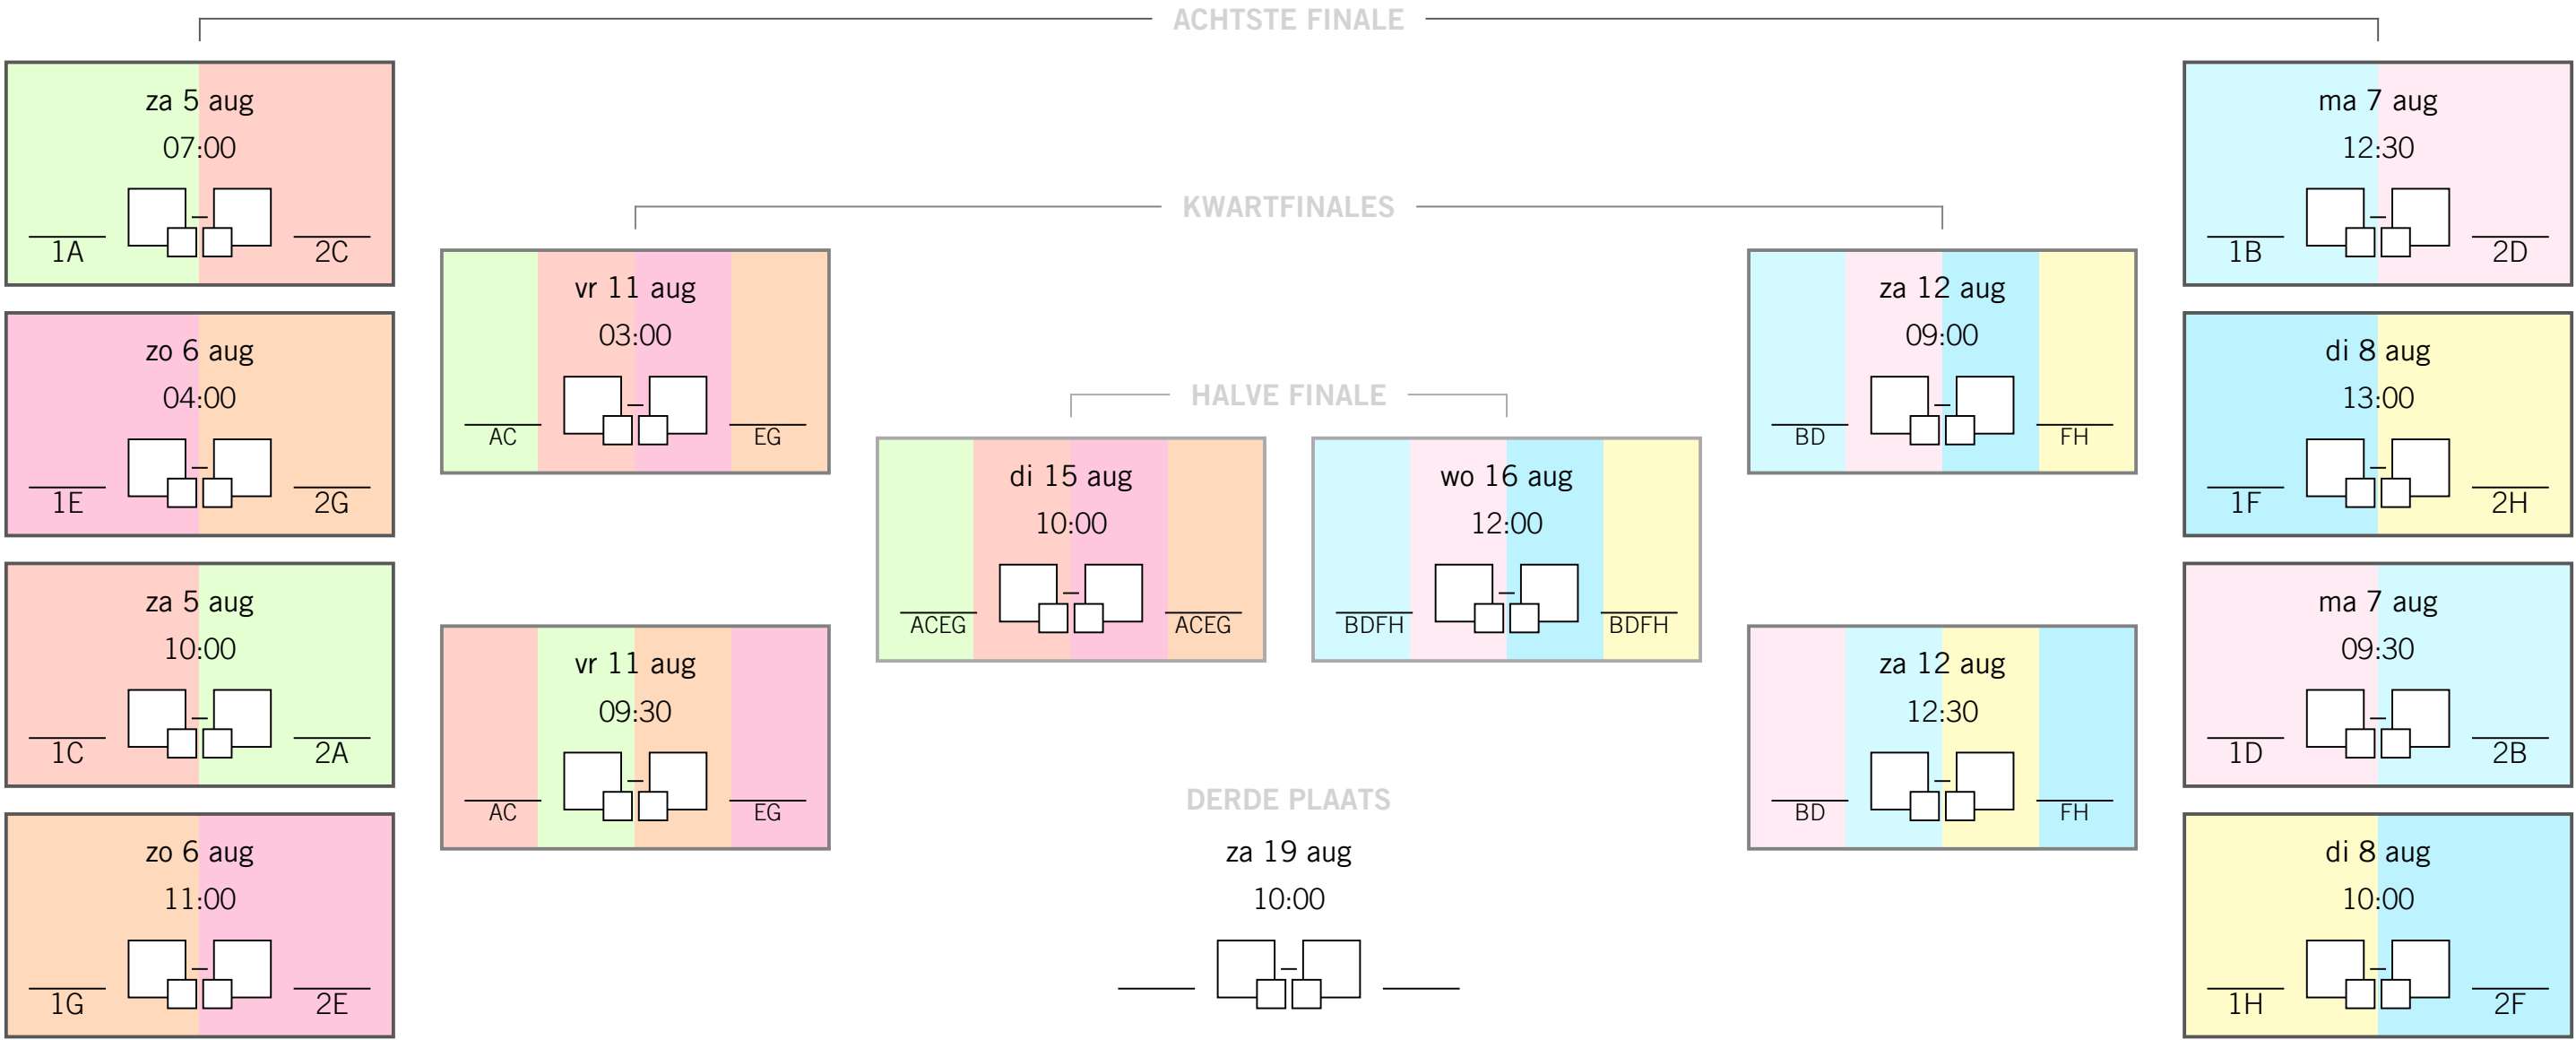 ACHTSTE FINALE
za 5 aug
07:00
1A
–
2C
zo 6 aug
04:00
1E
–
2G
za 5 aug
10:00
1C
–
2A
zo 6 aug
11:00
1G
–
2E
KWARTFINALES
vr 11 aug
03:00
AC
–
EG
vr 11 aug
09:30
AC
–
EG
HALVE FINALE
di 15 aug
10:00
ACEG
–
ACEG
wo 16 aug
12:00
BDFH
–
BDFH
DERDE PLAATS
za 19 aug
10:00
–
za 12 aug
09:00
BD
–
FH
za 12 aug
12:30
BD
–
FH
ma 7 aug
12:30
1B
–
2D
di 8 aug
13:00
1F
–
2H
ma 7 aug
09:30
1D
–
2B
di 8 aug
10:00
1H
–
2F